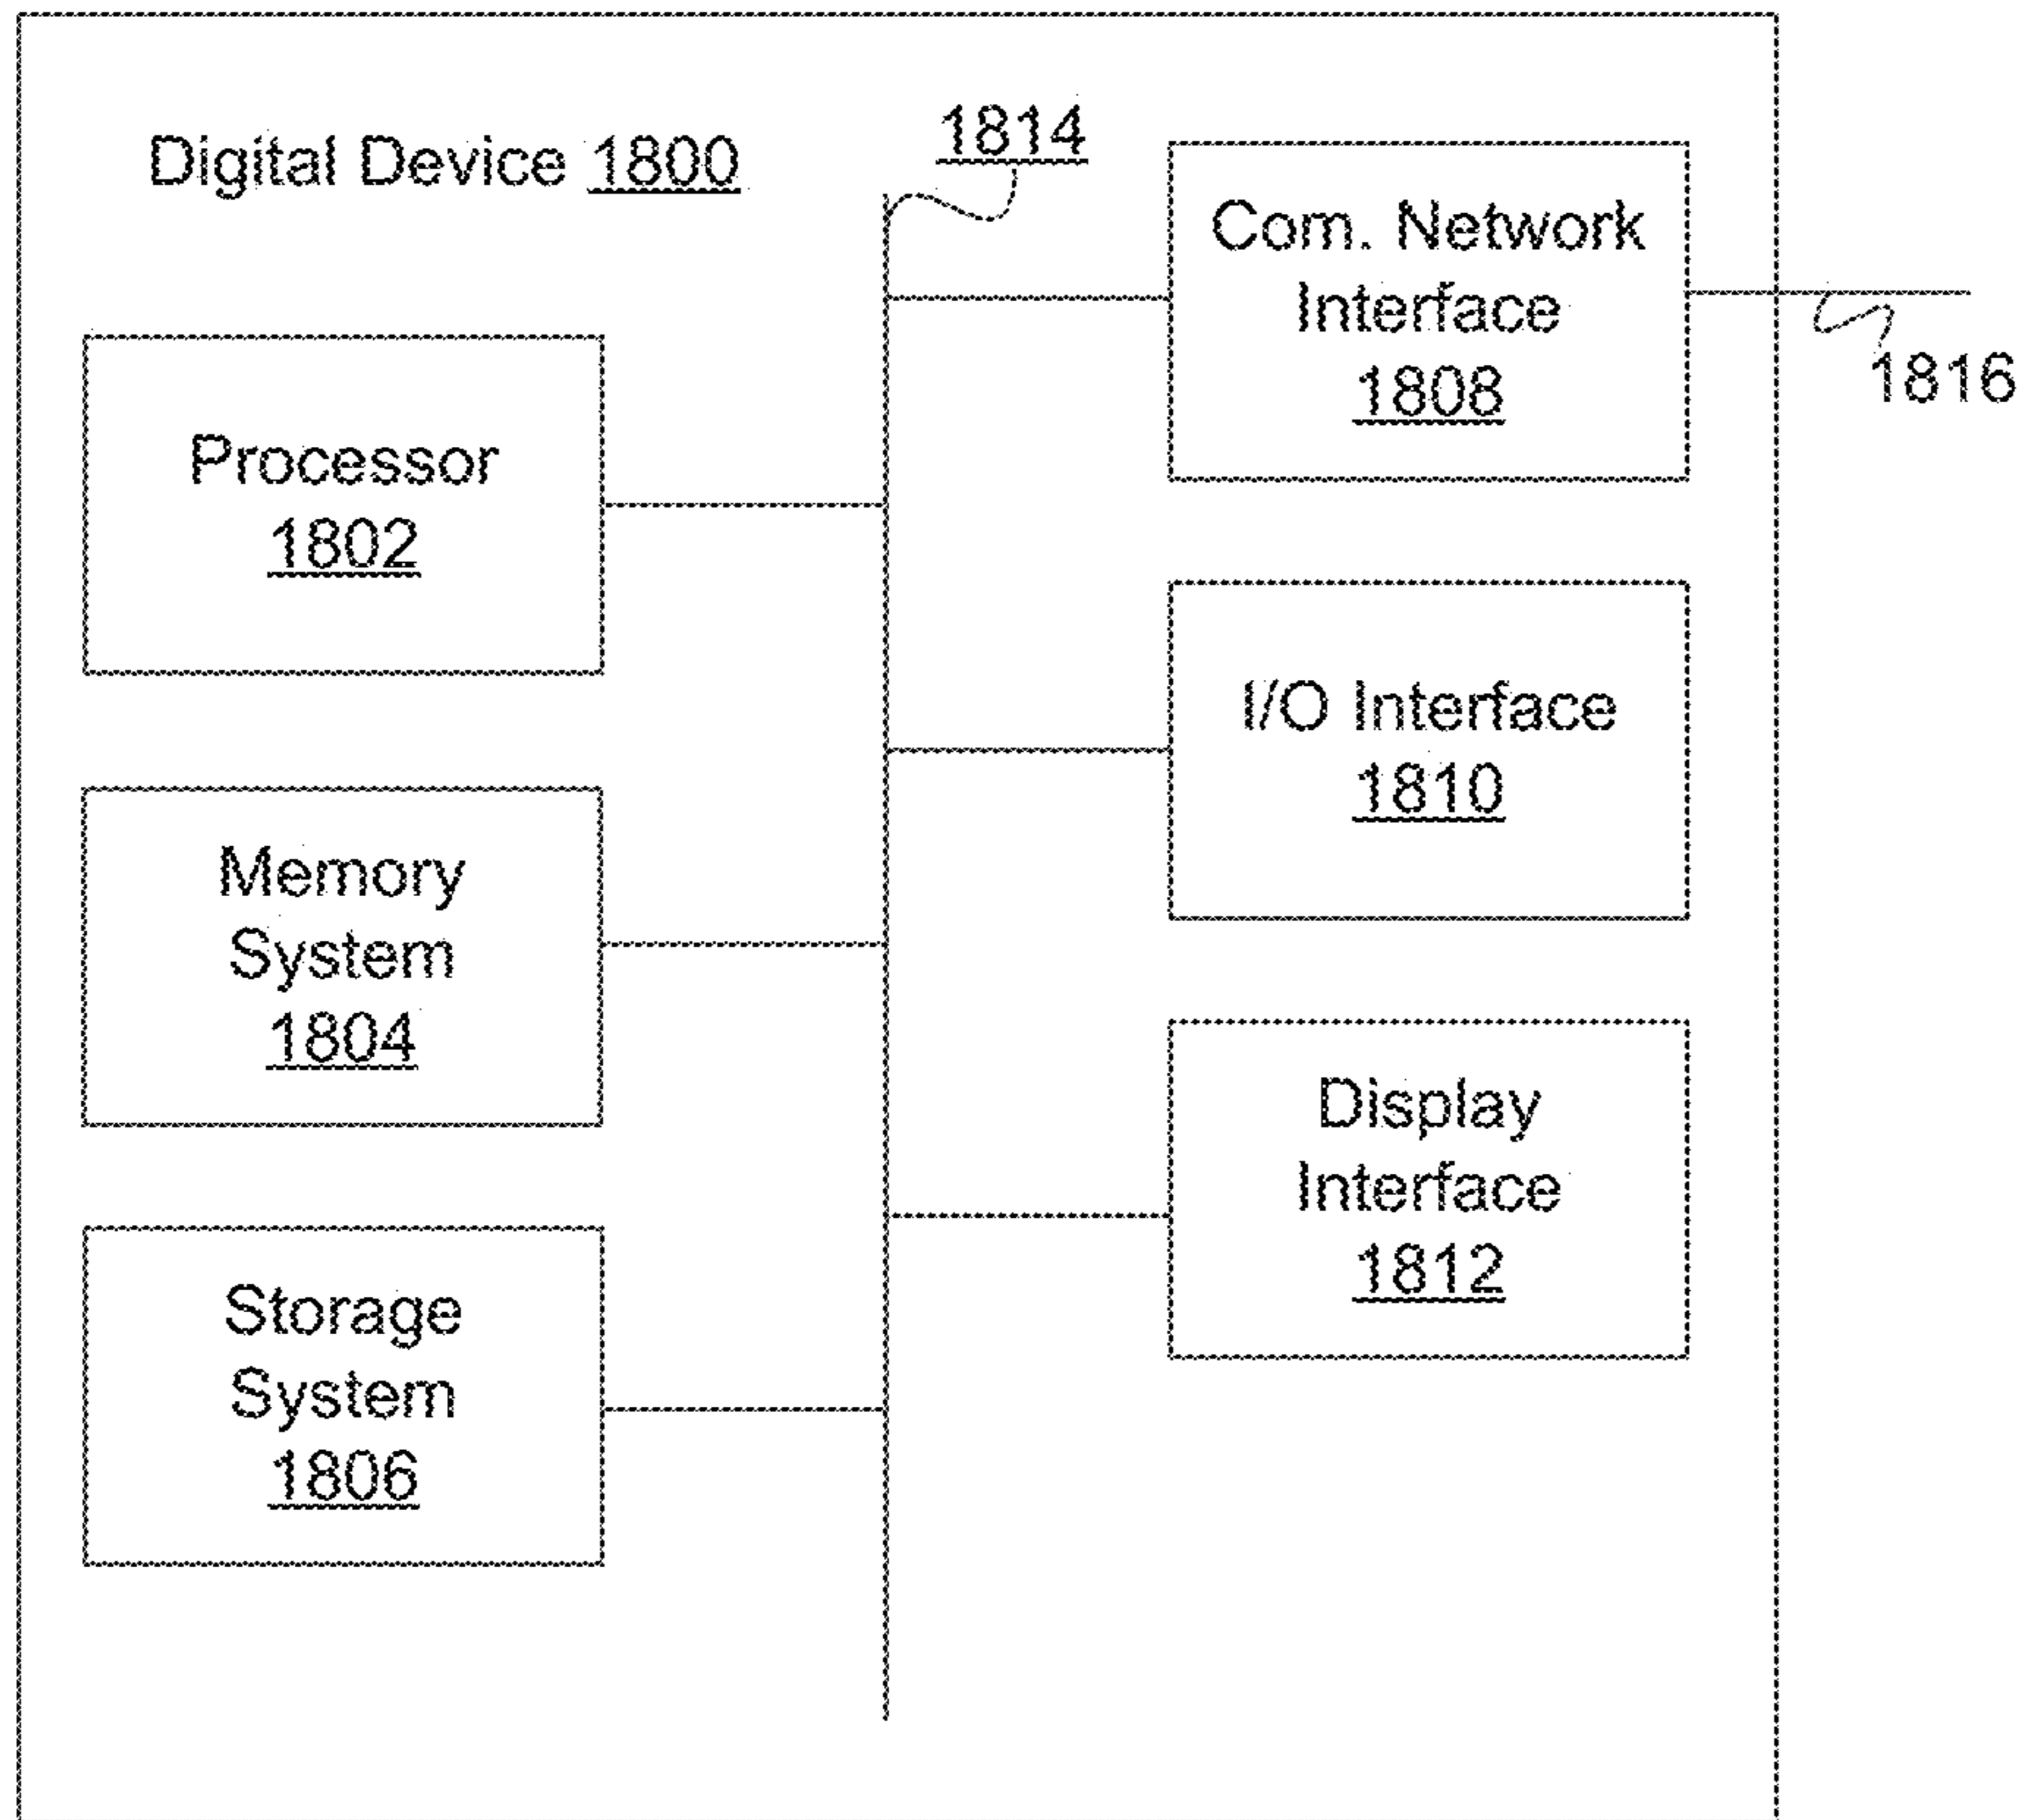 Digital Device 1800
1814
Com. Network
Interface
1808
1816
Processor
1802
I/O Interface
1810
Memory
System
1804
Display
Interface
1812
Storage
System
1806